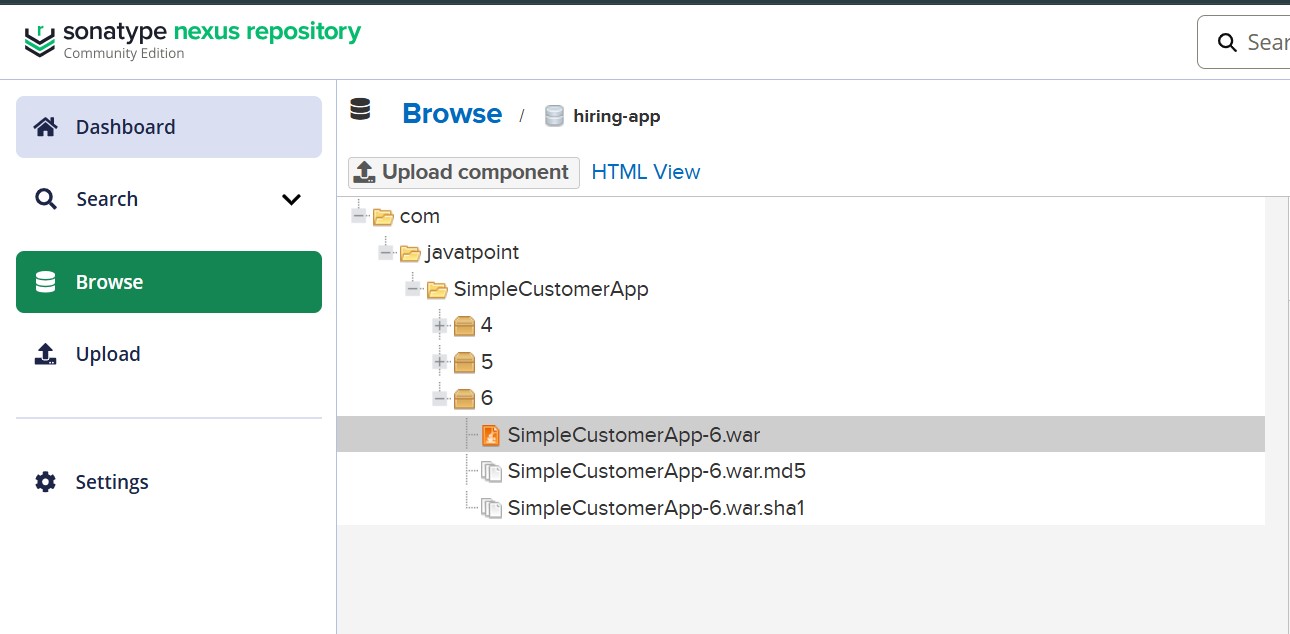 sonatype nexus repository
Community Edition
Sear
Dashboard
Search
Browse
Upload
Settings
Browse / hiring-app
Upload component HTML View
com
javatpoint
SimpleCustomerApp
4
5
6
SimpleCustomerApp-6.war
SimpleCustomerApp-6.war.md5
SimpleCustomerApp-6.war.sha1